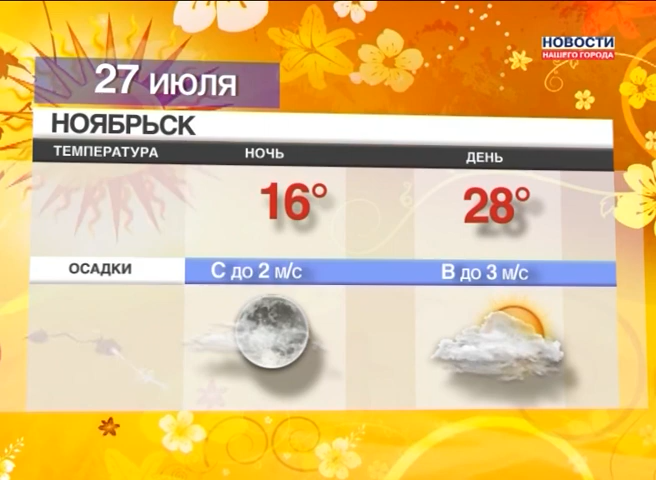 НОВОСТИ
НАШЕГО ГОРОДА
27 ИЮЛЯ
НОЯБРЬСК
ТЕМПЕРАТУРА НОЧЬ ДЕНЬ
16° 28°
ОСАДКИ С ДО 2 М/С В ДО 3 М/С